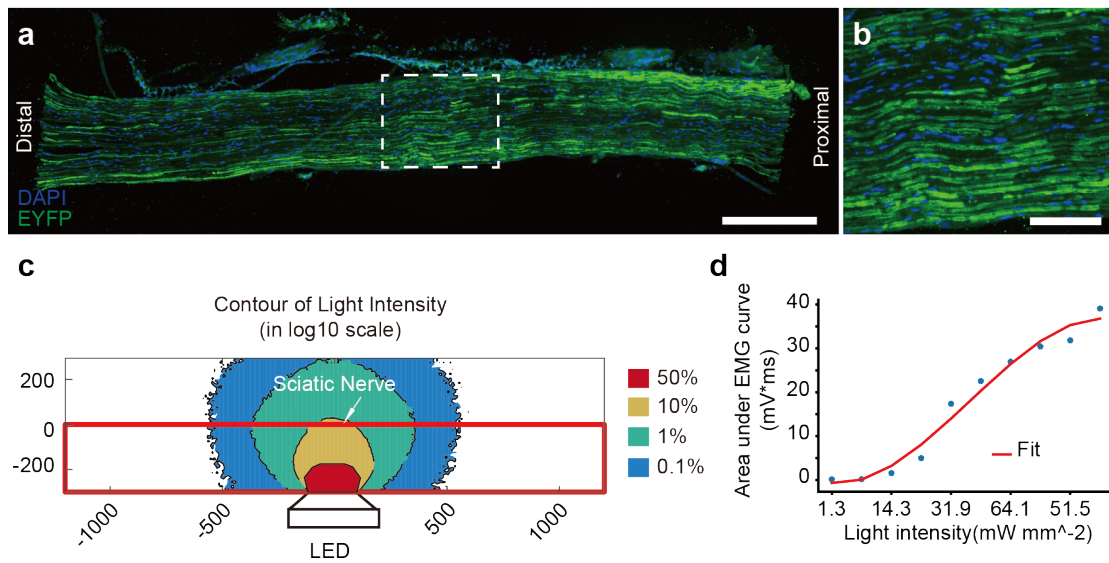 a
Distal
Proximal
DAPI
EYFP
b
c
Contour of Light Intensity
(in log10 scale)
200
0
-200
Sciatic Nerve
50%
10%
1%
0.1%
-1000
-500
500
1000
LED
d
Area under EMG curve
(mV*ms)
40
30
20
10
0
Fit
1.3
14.3
31.9
64.1
51.5
Light intensity(mW mm^-2)